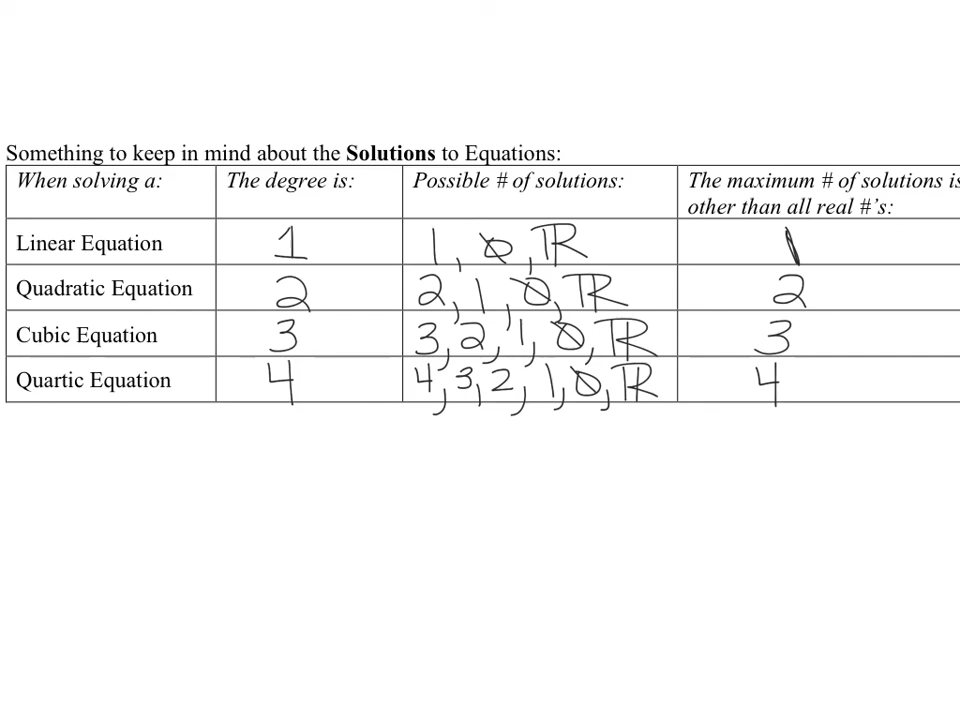 Something to keep in mind about the Solutions to Equations:
When solving a: The degree is: Possible # of solutions: The maximum # of solutions is
other than all real #'s:
Linear Equation 1 1, ∅, ℝ 1
Quadratic Equation 2 2, 1, ∅, ℝ 2
Cubic Equation 3 3, 2, 1, ∅, ℝ 3
Quartic Equation 4 4, 3, 2, 1, ∅, ℝ 4